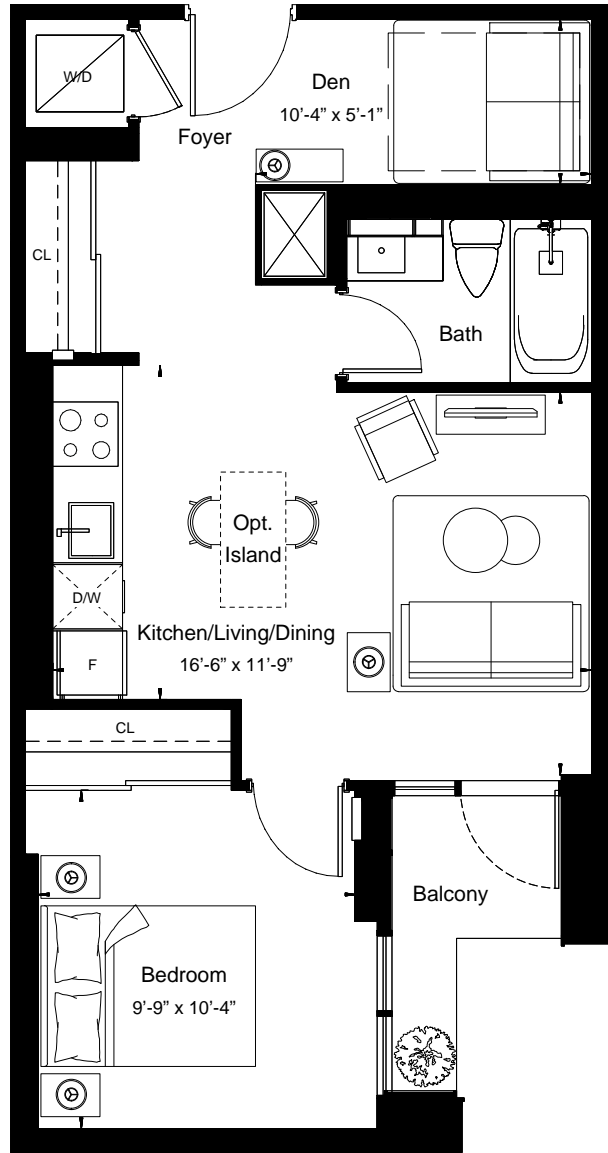 W/D
Den
10’-4” x 5’-1”
Foyer
CL
Bath
Opt.
Island
D/W
Kitchen/Living/Dining
16’-6” x 11’-9”
F
CL
Balcony
Bedroom
9’-9” x 10’-4”